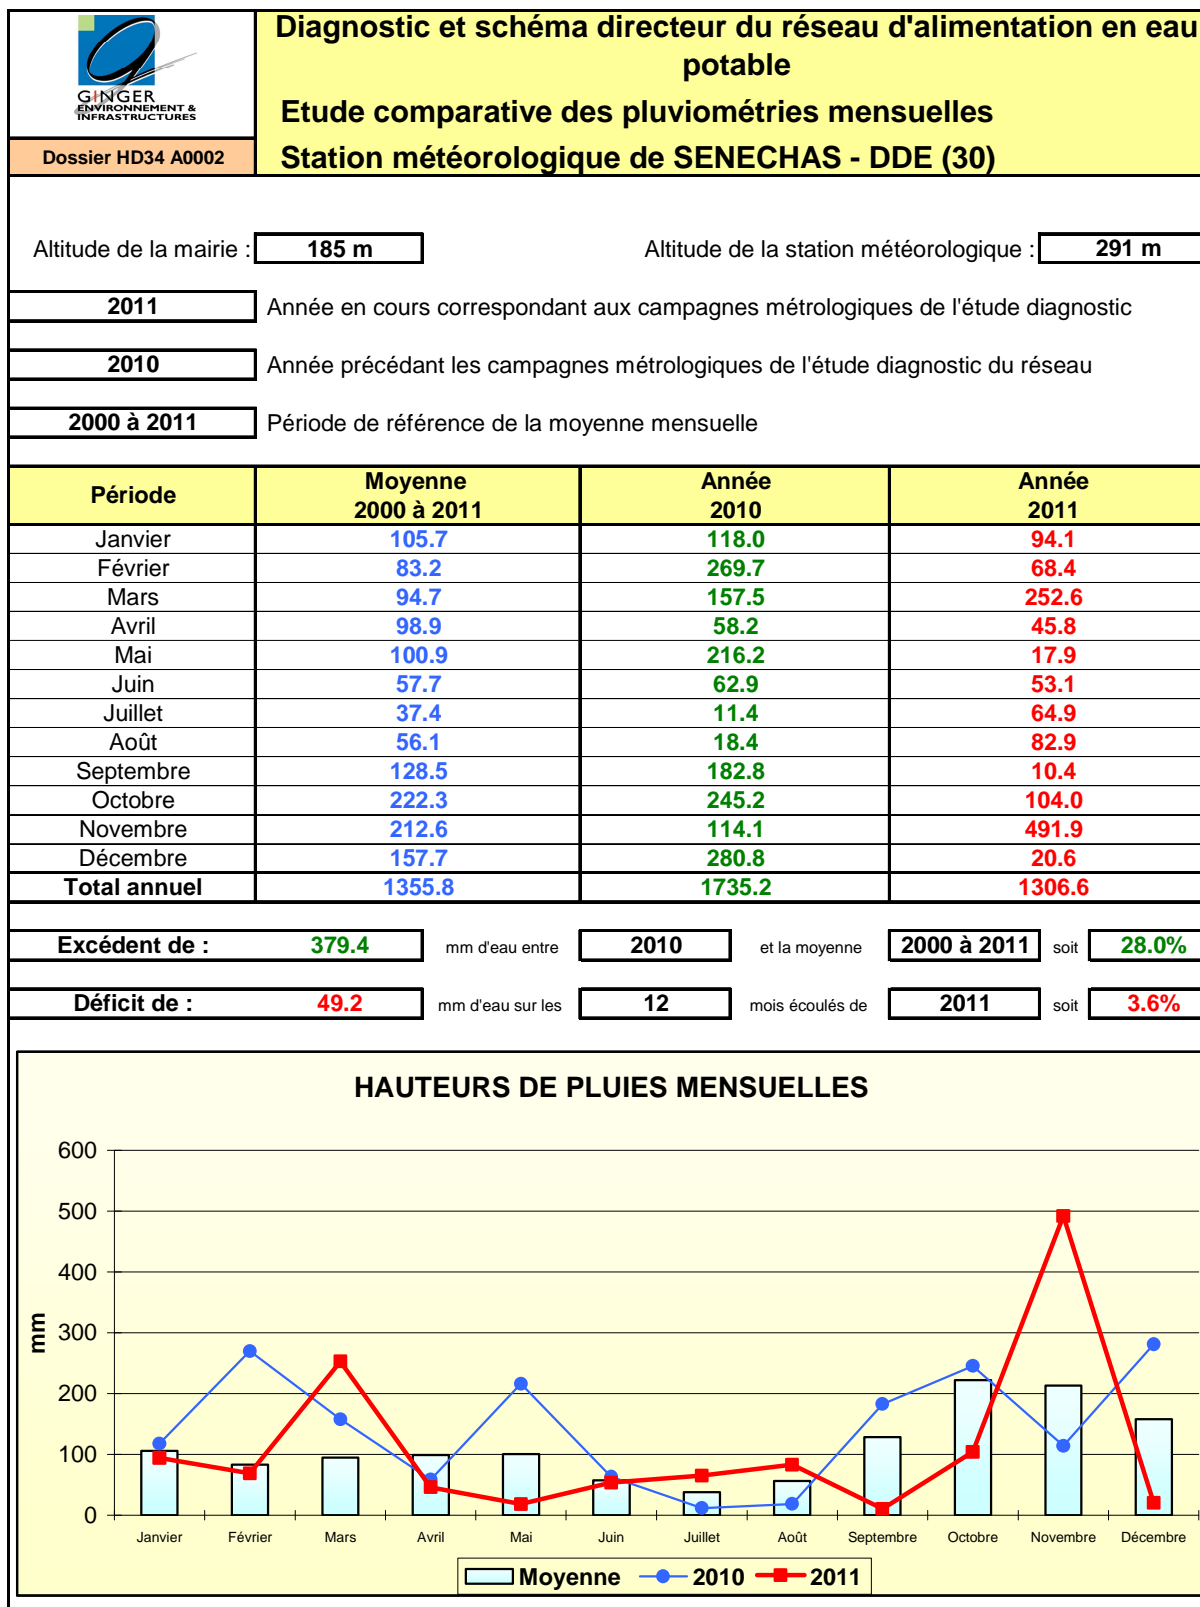 GINGER
ENVIRONNEMENT &
INFRASTRUCTURES
Dossier HD34 A0002
Diagnostic et schéma directeur du réseau d'alimentation en eau
potable
Etude comparative des pluviométries mensuelles
Station météorologique de SENECHAS - DDE (30)
Altitude de la mairie : 185 m Altitude de la station météorologique : 291 m
2011 Année en cours correspondant aux campagnes métrologiques de l'étude diagnostic
2010 Année précédant les campagnes métrologiques de l'étude diagnostic du réseau
2000 à 2011 Période de référence de la moyenne mensuelle
Période Moyenne 2000 à 2011 Année 2010 Année 2011
Janvier 105.7 118.0 94.1
Février 83.2 269.7 68.4
Mars 94.7 157.5 252.6
Avril 98.9 58.2 45.8
Mai 100.9 216.2 17.9
Juin 57.7 62.9 53.1
Juillet 37.4 11.4 64.9
Août 56.1 18.4 82.9
Septembre 128.5 182.8 10.4
Octobre 222.3 245.2 104.0
Novembre 212.6 114.1 491.9
Décembre 157.7 280.8 20.6
Total annuel 1355.8 1735.2 1306.6
Excédent de : 379.4 mm d'eau entre 2010 et la moyenne 2000 à 2011 soit 28.0%
Déficit de : 49.2 mm d'eau sur les 12 mois écoulés de 2011 soit 3.6%
HAUTEURS DE PLUIES MENSUELLES
600
500
400
300
200
100
0
mm
Janvier Février Mars Avril Mai Juin Juillet Août Septembre Octobre Novembre Décembre
Moyenne 2010 2011